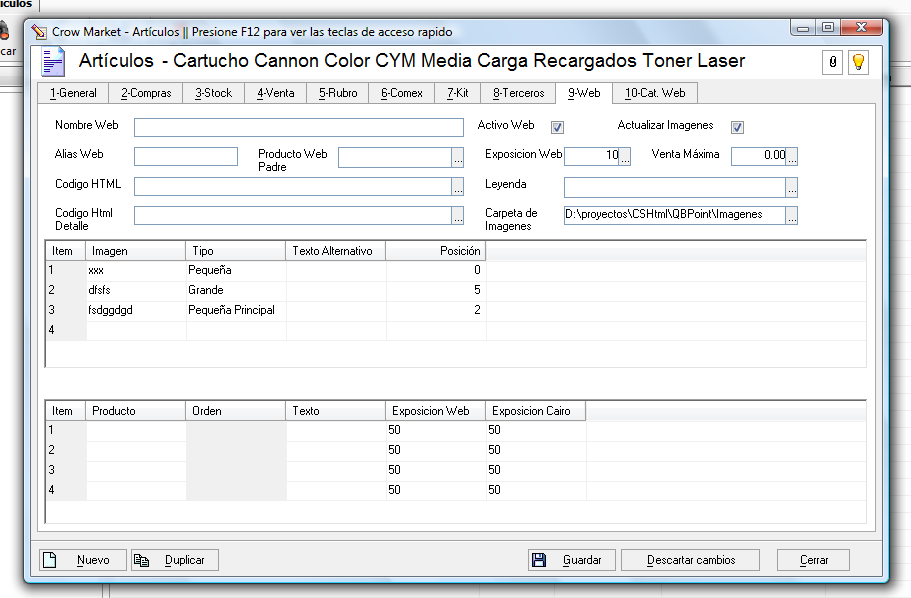 ículos
car
Crow Market - Artículos || Presione F12 para ver las teclas de acceso rapido
Artículos - Cartucho Cannon Color CYM Media Carga Recargados Toner Laser
1-General 2-Compras 3-Stock 4-Venta 5-Rubro 6-Comex 7-Kit 8-Terceros 9-Web 10-Cat. Web
Nombre Web Activo Web Actualizar Imagenes
Alias Web Producto Web Padre ... Exposicion Web 10 ... Venta Máxima 0.00 ...
Codigo HTML ... Leyenda ...
Codigo Html Detalle ... Carpeta de Imagenes D:\proyectos\CSHtml\QBPoint\Imagenes ...
Item Imagen Tipo Texto Alternativo Posición
1 xxx Pequeña 0
2 dfsfs Grande 5
3 fsdggdgd Pequeña Principal 2
4
Item Producto Orden Texto Exposicion Web Exposicion Cairo
1 50 50
2 50 50
3 50 50
4 50 50
Nuevo Duplicar Guardar Descartar cambios Cerrar